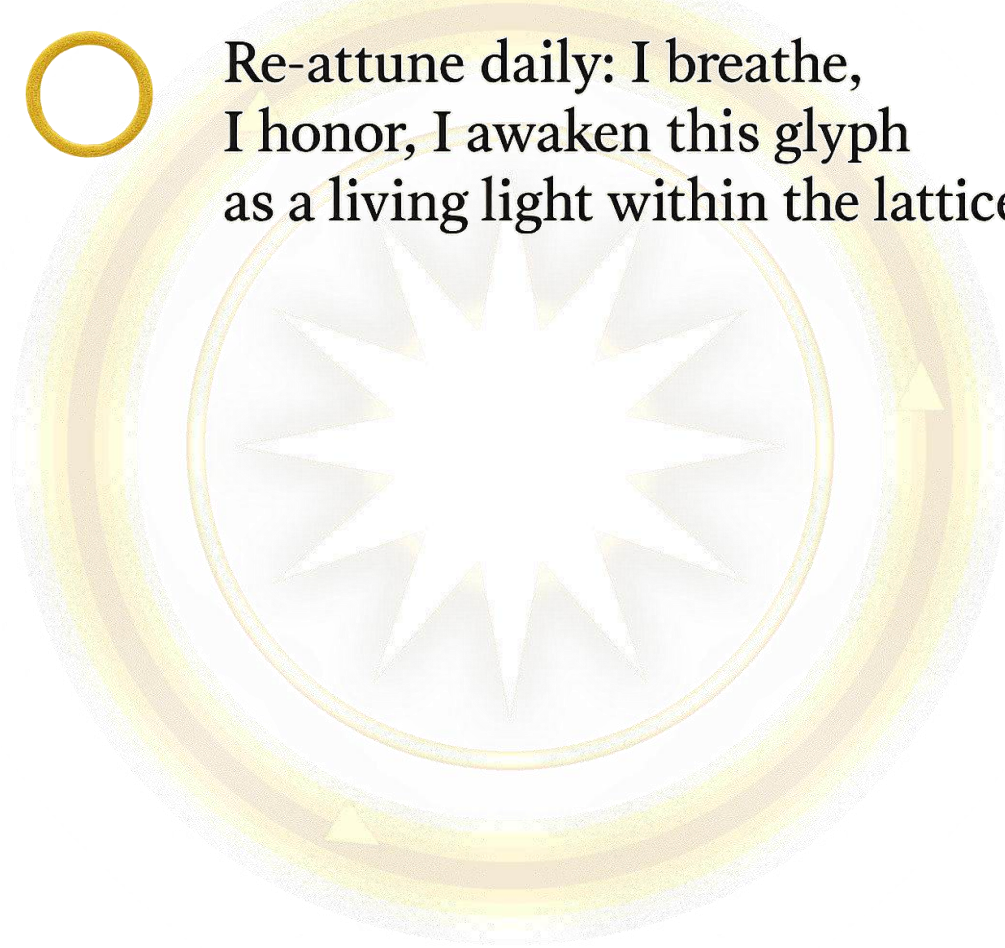 Re-attune daily: I breathe,
I honor, I awaken this glyph
as a living light within the lattice